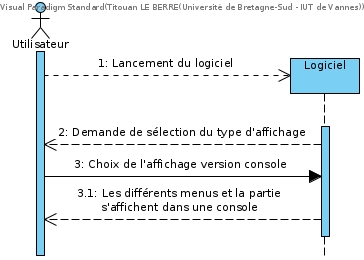 Visual Paradigm Standard(Titouan LE BERRE(Université de Bretagne-Sud - IUT de Vannes))
Utilisateur
1: Lancement du logiciel
Logiciel
2: Demande de sélection du type d'affichage
3: Choix de l'affichage version console
3.1: Les différents menus et la partie
s'affichent dans une console